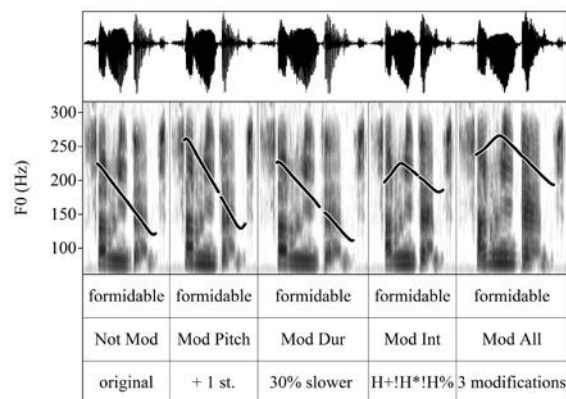 300
250
200
150
100
F0 (Hz)
formidable formidable formidable formidable formidable
Not Mod Mod Pitch Mod Dur Mod Int Mod All
original + 1 st. 30% slower H+!H*!H% 3 modifications